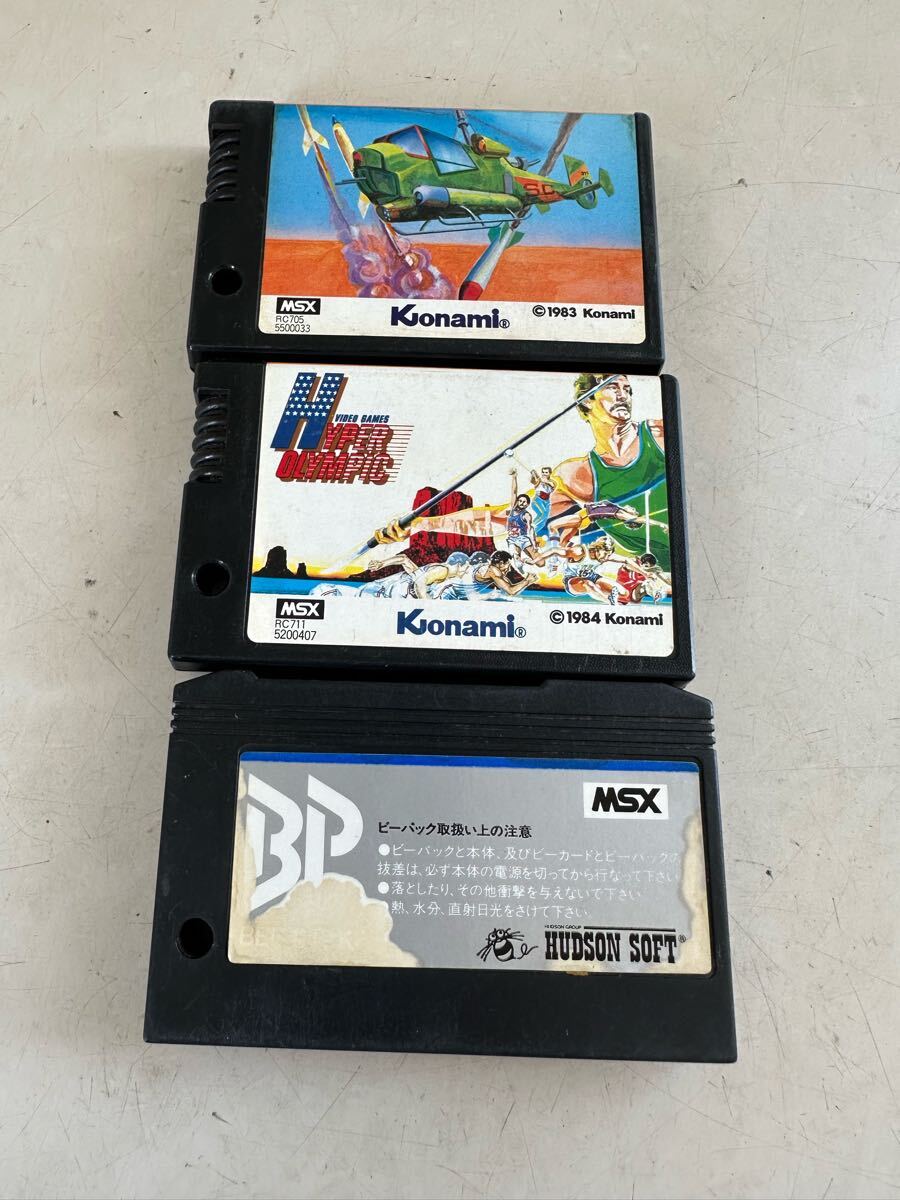 SC
MSX
RC705
5500033
Konami®
©1983 Konami
VIDEO GAMES
HYPER
OLYMPIC
MSX
RC711
5200407
Konami®
©1984 Konami
BP
MSX
ビーパック取扱い上の注意
●ビーパックと本体、及びビーカードとビーパックの
抜差は、必ず本体の電源を切ってから行なって下さい
●落としたり、その他衝撃を与えないで下さい
熱、水分、直射日光をさけて下さい。
HUDSON GROUP
HUDSON SOFT®